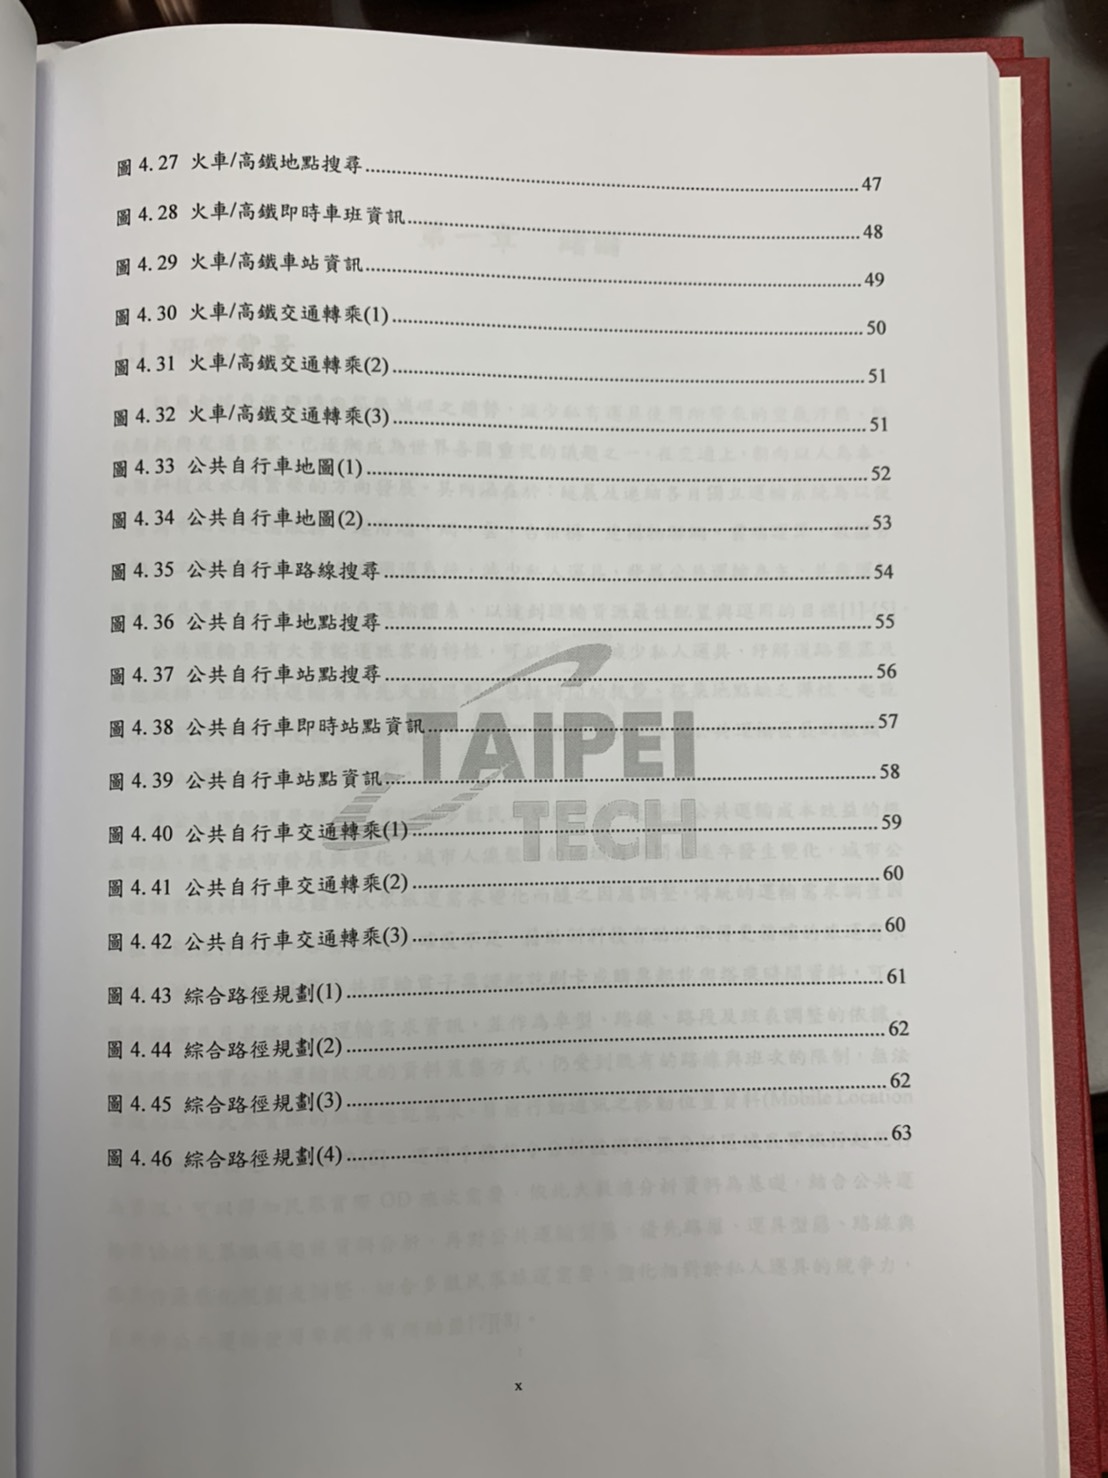 圖 4.27 火車/高鐵地點搜尋 47
圖 4.28 火車/高鐵即時車班資訊 48
圖 4.29 火車/高鐵車站資訊 49
圖 4.30 火車/高鐵交通轉乘(1) 50
圖 4.31 火車/高鐵交通轉乘(2) 51
圖 4.32 火車/高鐵交通轉乘(3) 51
圖 4.33 公共自行車地圖(1) 52
圖 4.34 公共自行車地圖(2) 53
圖 4.35 公共自行車路線搜尋 54
圖 4.36 公共自行車地點搜尋 55
圖 4.37 公共自行車站點搜尋 56
圖 4.38 公共自行車即時站點資訊 57
圖 4.39 公共自行車站點資訊 58
圖 4.40 公共自行車交通轉乘(1) 59
圖 4.41 公共自行車交通轉乘(2) 60
圖 4.42 公共自行車交通轉乘(3) 60
圖 4.43 綜合路徑規劃(1) 61
圖 4.44 綜合路徑規劃(2) 62
圖 4.45 綜合路徑規劃(3) 62
圖 4.46 綜合路徑規劃(4) 63
TAIPEI
TECH
x